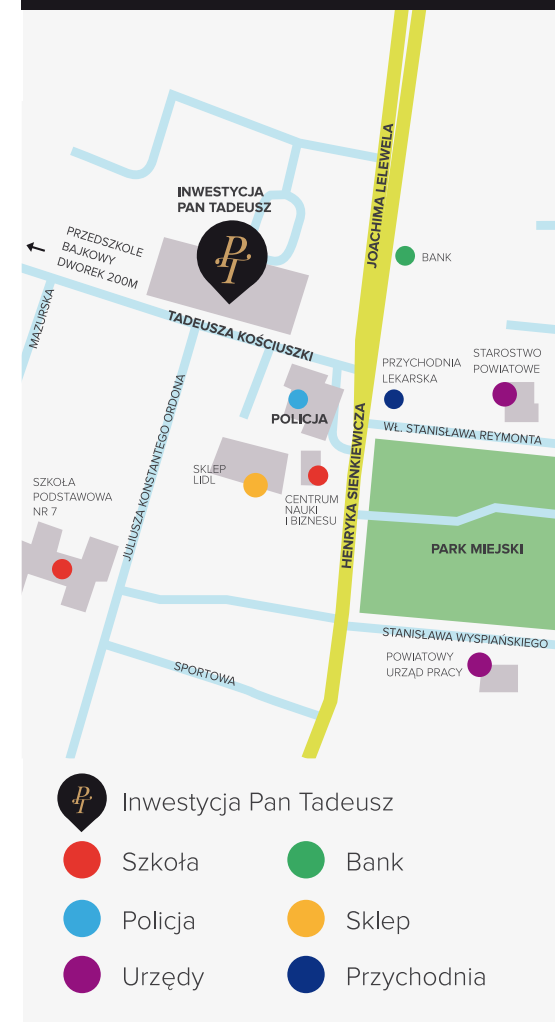 JOACHIMA LELEWELA
INWESTYCJA
PAN TADEUSZ
PT
PRZEDSZKOLE
BAJKOWY
DWOREK 200M
BANK
MAZURSKA
TADEUSZA KOŚCIUSZKI
STAROSTWO
POWIATOWE
PRZYCHODNIA
LEKARSKA
POLICJA
WŁ. STANISŁAWA REYMONTA
JULIUSZA KONSTANTEGO ORDONA
HENRYKA SIENKIEWICZA
SKLEP
LIDL
SZKOŁA
PODSTAWOWA
NR 7
CENTRUM
NAUKI
I BIZNESU
PARK MIEJSKI
STANISŁAWA WYSPIAŃSKIEGO
POWIATOWY
URZĄD PRACY
SPORTOWA
PT
Inwestycja Pan Tadeusz
Szkoła
Bank
Policja
Sklep
Urzędy
Przychodnia